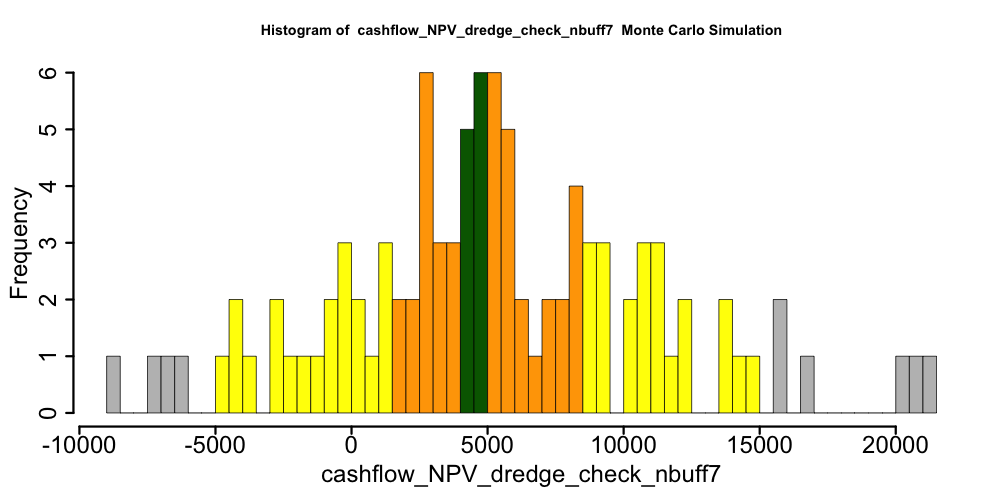 Histogram of  cashflow_NPV_dredge_check_nbuff7  Monte Carlo Simulation
6
5
4
3
2
1
0
Frequency
-10000 -5000 0 5000 10000 15000 20000
cashflow_NPV_dredge_check_nbuff7